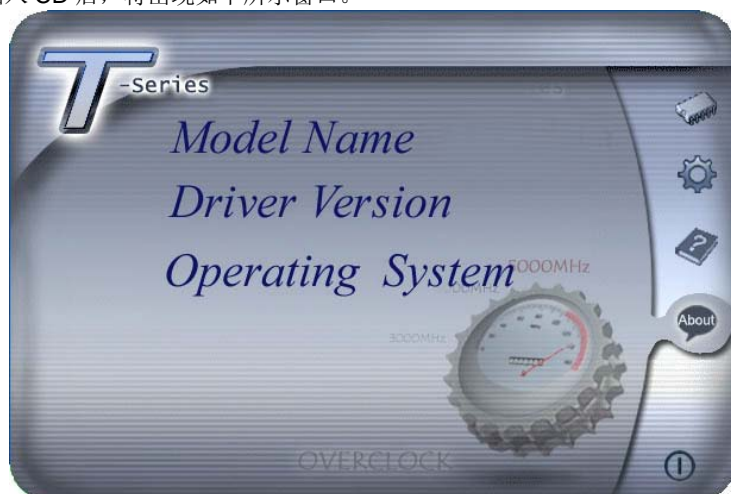 入 CD 后，将出现如下所示窗口。
T-Series
Model Name
Driver Version
Operating System
5000MHz
3000MHz
About
OVERCLOCK